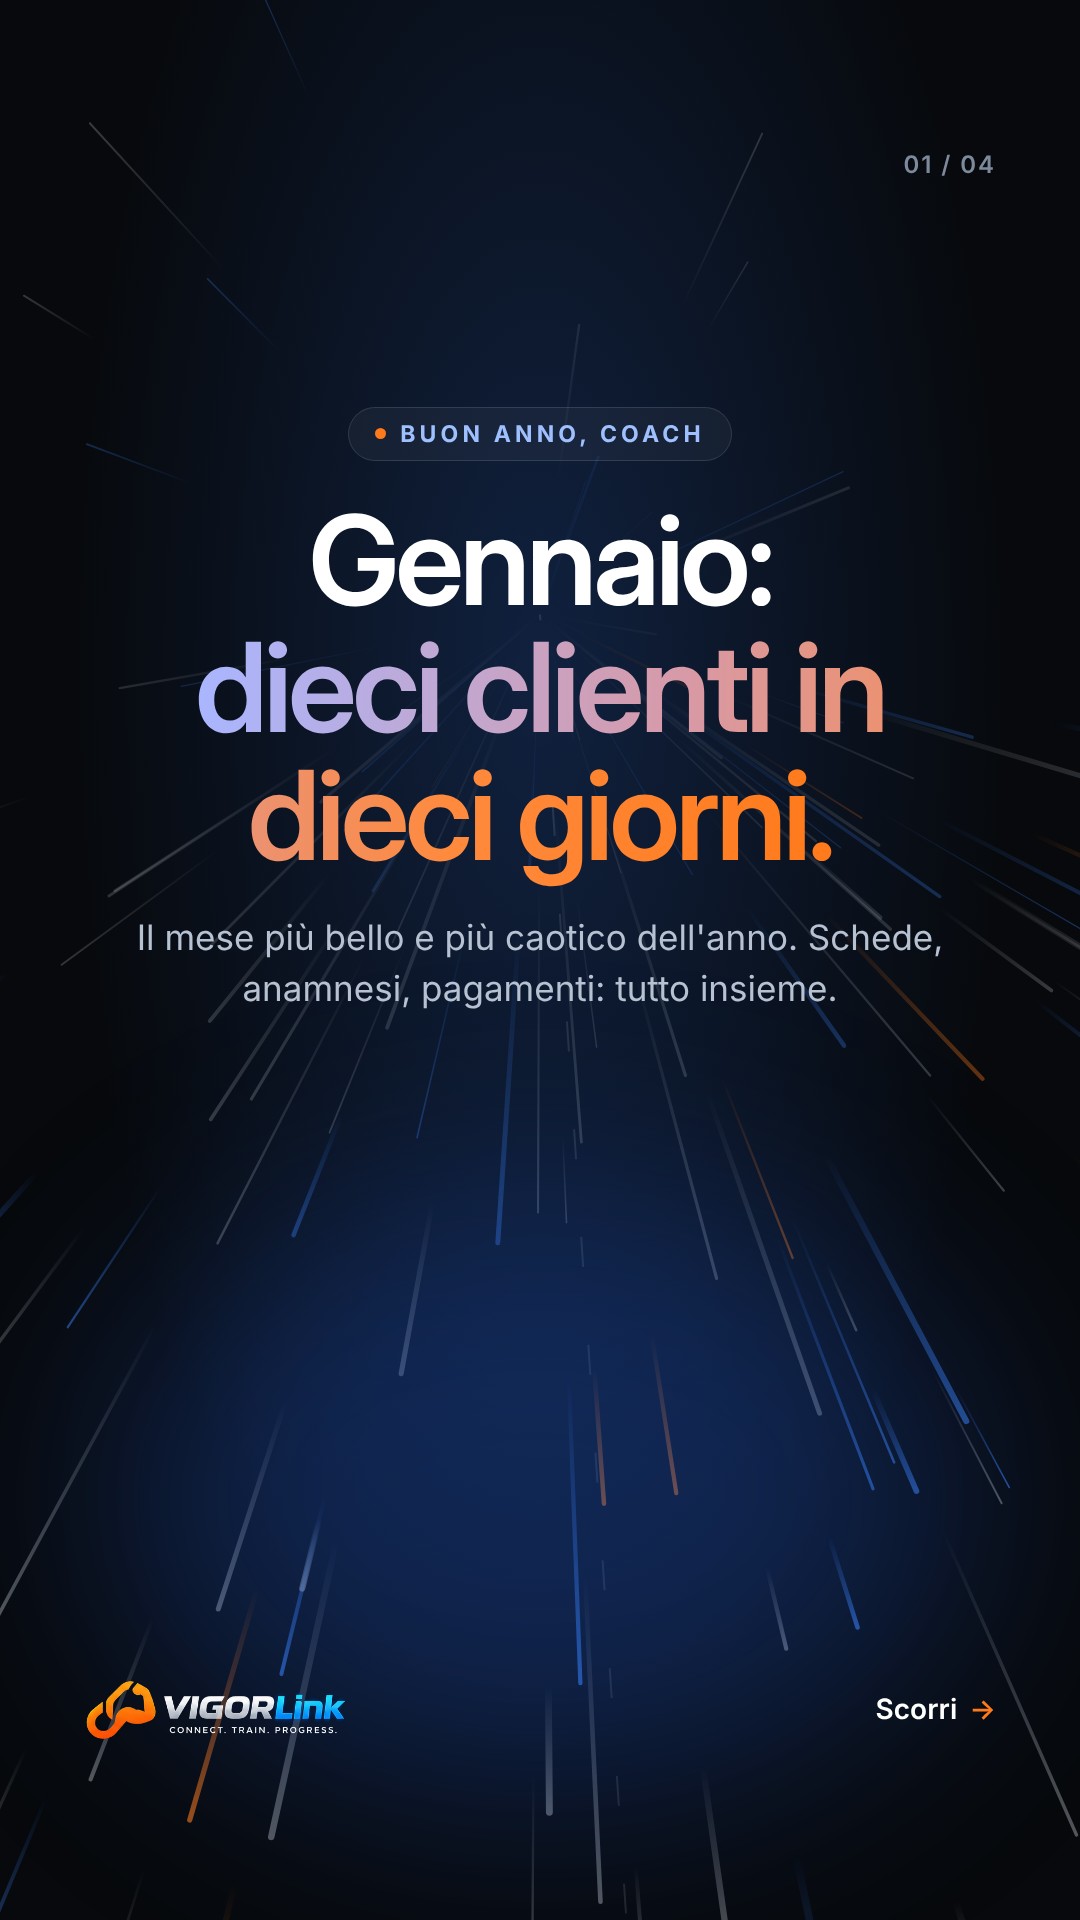 01 / 04
BUON ANNO, COACH
Gennaio:
dieci clienti in
dieci giorni.
Il mese più bello e più caotico dell'anno. Schede,
anamnesi, pagamenti: tutto insieme.
VIGORLink
CONNECT. TRAIN. PROGRESS.
Scorri →